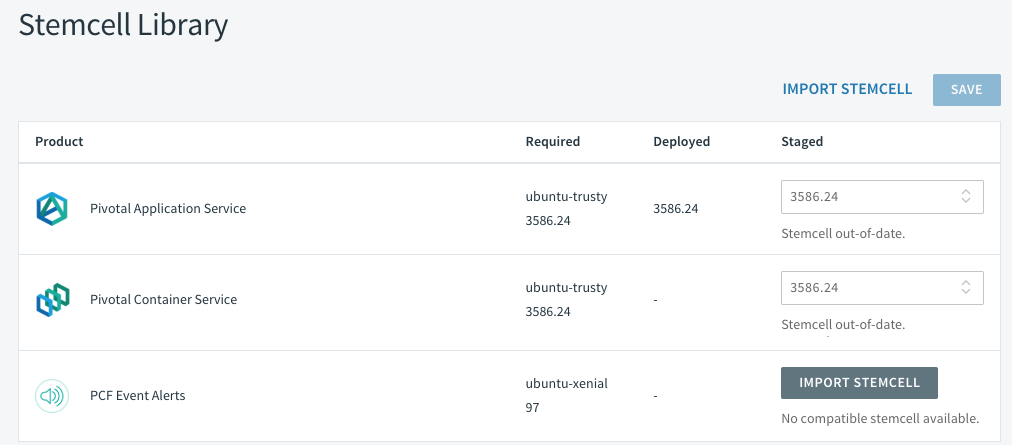 Stemcell Library
IMPORT STEMCELL SAVE
Product Required Deployed Staged
Pivotal Application Service
ubuntu-trusty
3586.24
3586.24
3586.24
Stemcell out-of-date.
Pivotal Container Service
ubuntu-trusty
3586.24
-
3586.24
Stemcell out-of-date.
PCF Event Alerts
ubuntu-xenial
97
-
IMPORT STEMCELL
No compatible stemcell available.